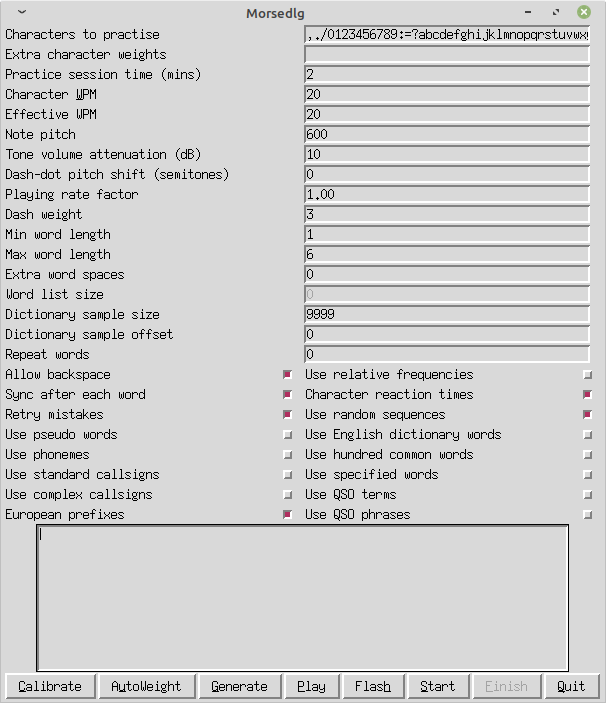 Morsedlg
Characters to practise ,./0123456789:=?abcdefghijklmnopqrstuvwx
Extra character weights
Practice session time (mins) 2
Character WPM 20
Effective WPM 20
Note pitch 600
Tone volume attenuation (dB) 10
Dash-dot pitch shift (semitones) 0
Playing rate factor 1.00
Dash weight 3
Min word length 1
Max word length 6
Extra word spaces 0
Word list size 0
Dictionary sample size 9999
Dictionary sample offset 0
Repeat words 0
Allow backspace Use relative frequencies
Sync after each word Character reaction times
Retry mistakes Use random sequences
Use pseudo words Use English dictionary words
Use phonemes Use hundred common words
Use standard callsigns Use specified words
Use complex callsigns Use QSO terms
European prefixes Use QSO phrases
Calibrate AutoWeight Generate Play Flash Start Finish Quit